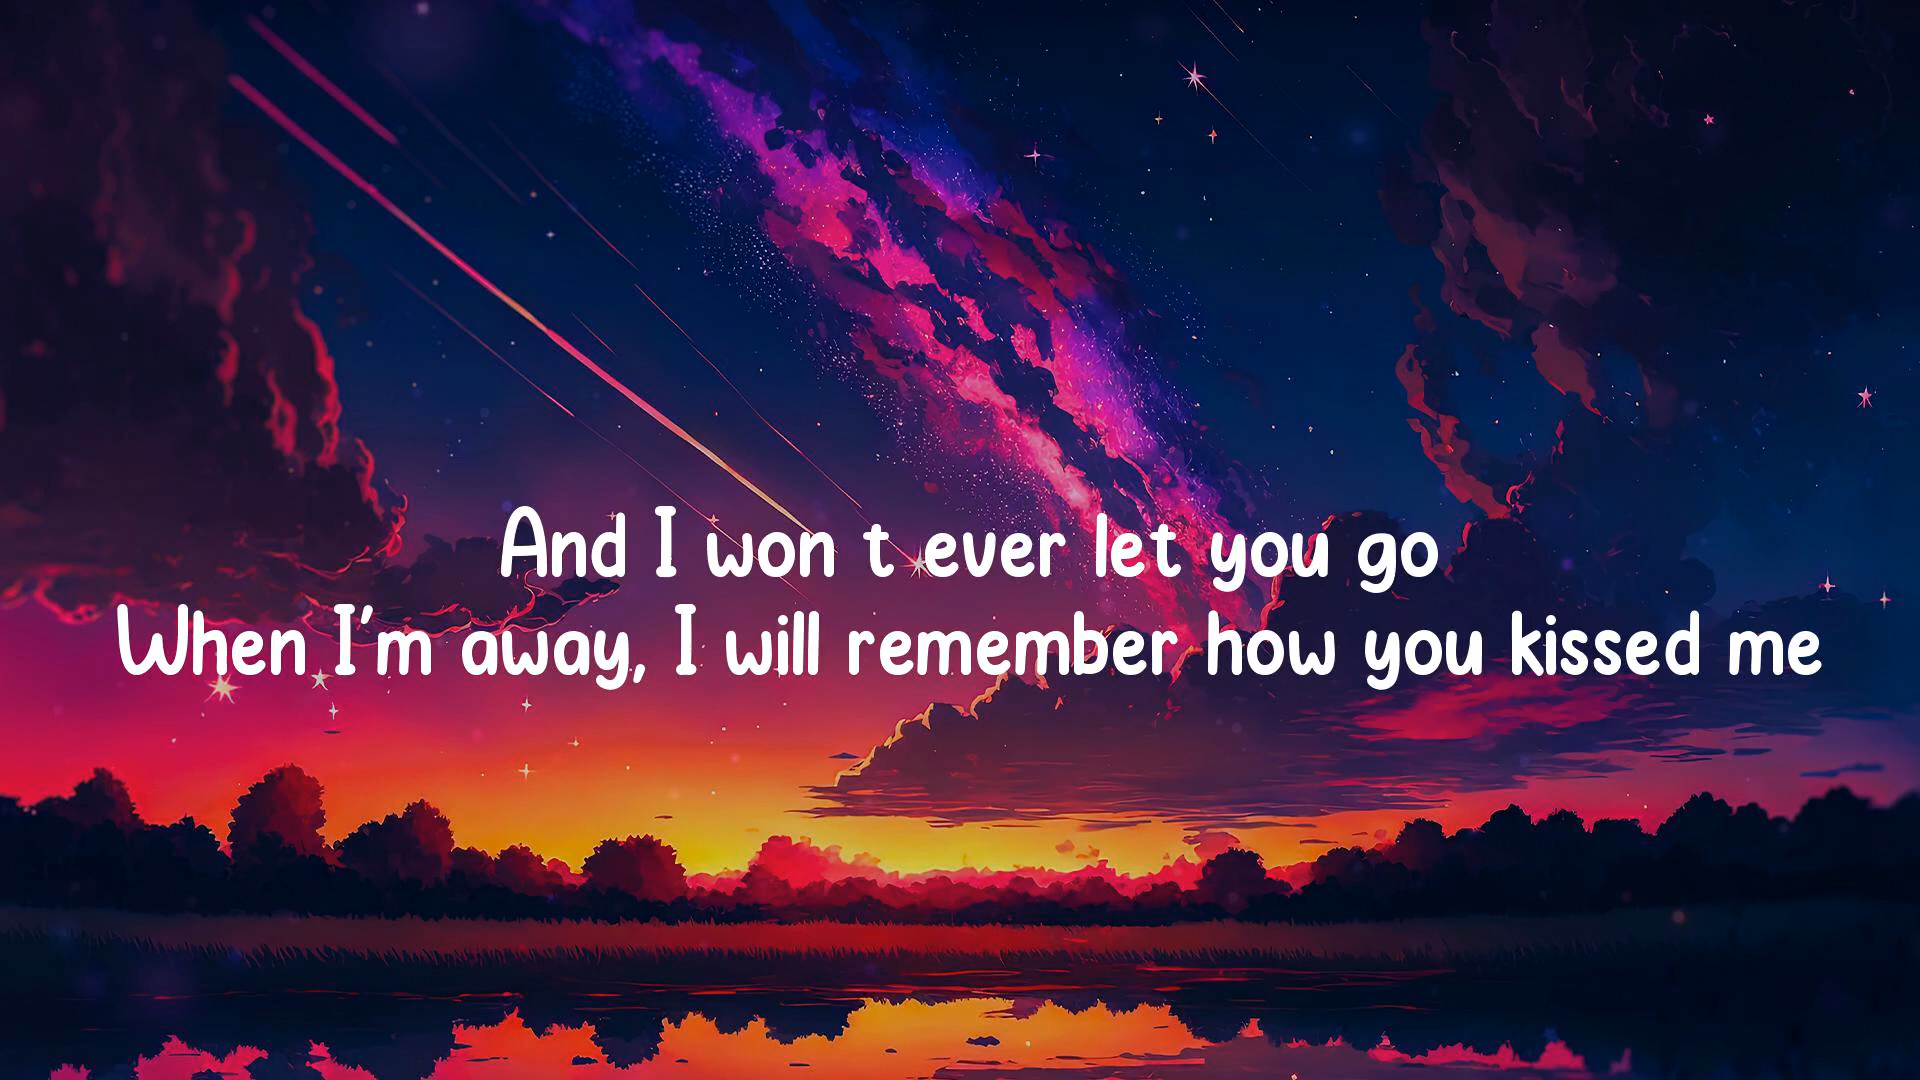 And I won t ever let you go
When I'm away, I will remember how you kissed me